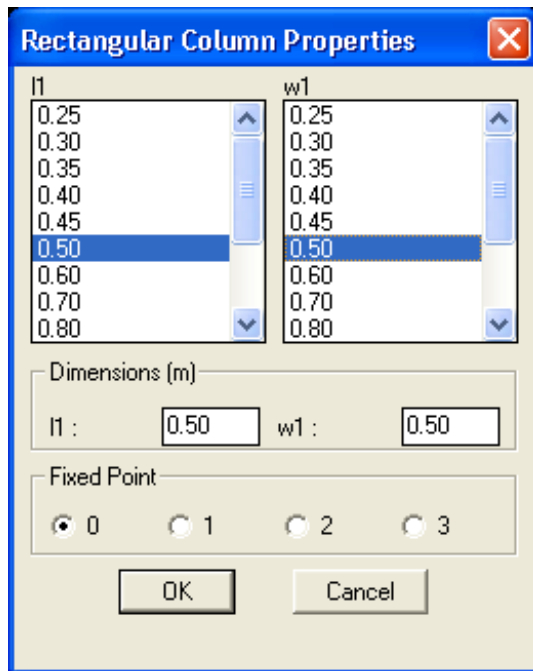 Rectangular Column Properties
l1 w1
0.25 0.25
0.30 0.30
0.35 0.35
0.40 0.40
0.45 0.45
0.50 0.50
0.60 0.60
0.70 0.70
0.80 0.80
Dimensions (m)
l1 : 0.50 w1 : 0.50
Fixed Point
0 1 2 3
OK Cancel